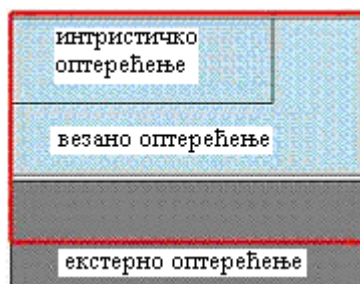 интристичко
оптерећење
везано оптерећење
екстерно оптерећење